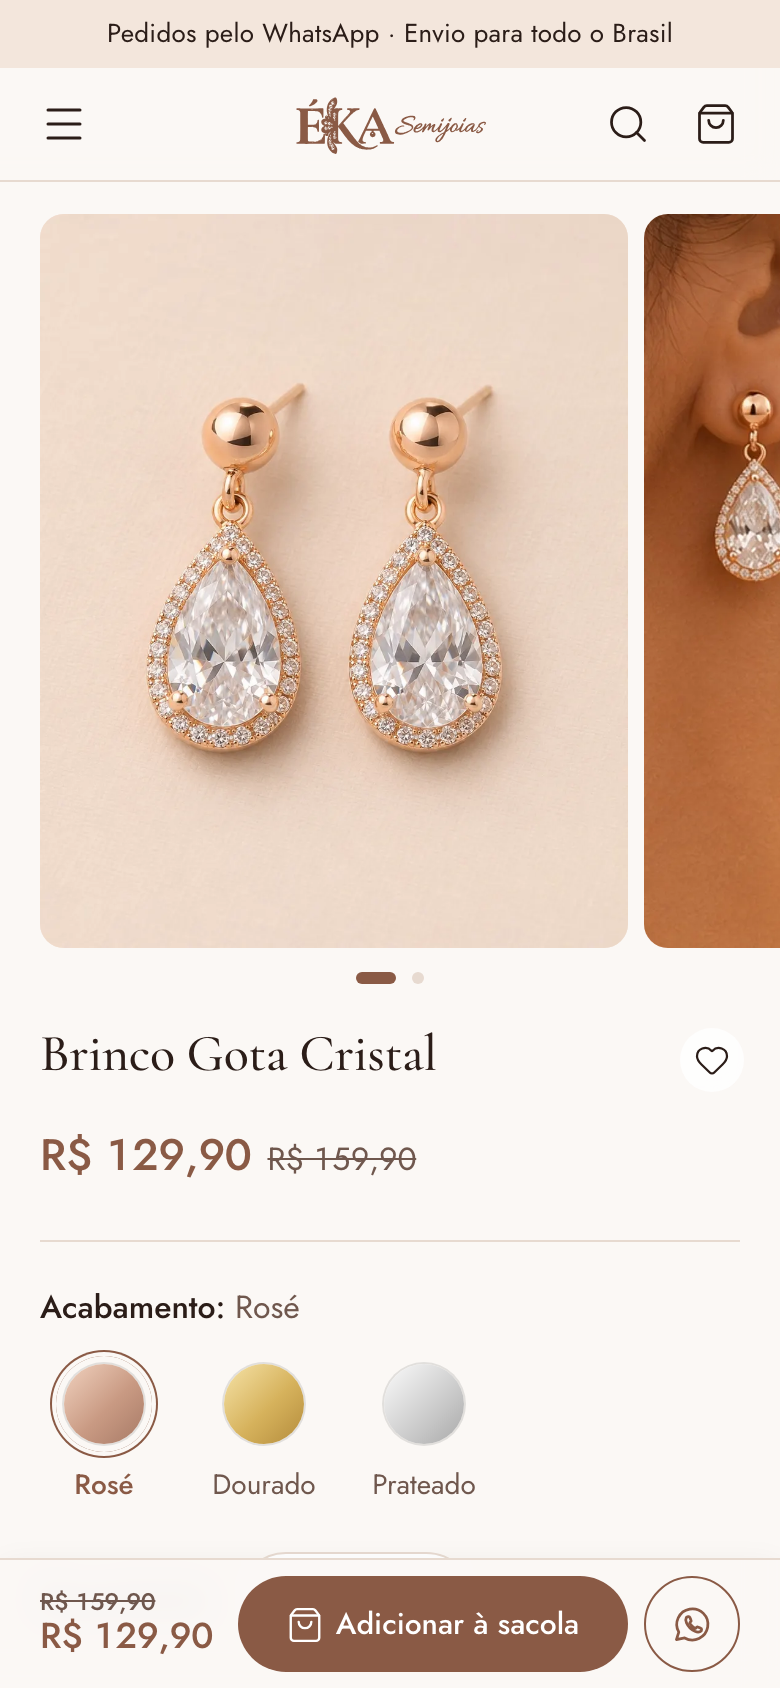 Pedidos pelo WhatsApp · Envio para todo o Brasil
ÉKA Semijoias
Brinco Gota Cristal
R$ 129,90 R$ 159,90
Acabamento: Rosé
Rosé Dourado Prateado
R$ 159,90
R$ 129,90
Adicionar à sacola